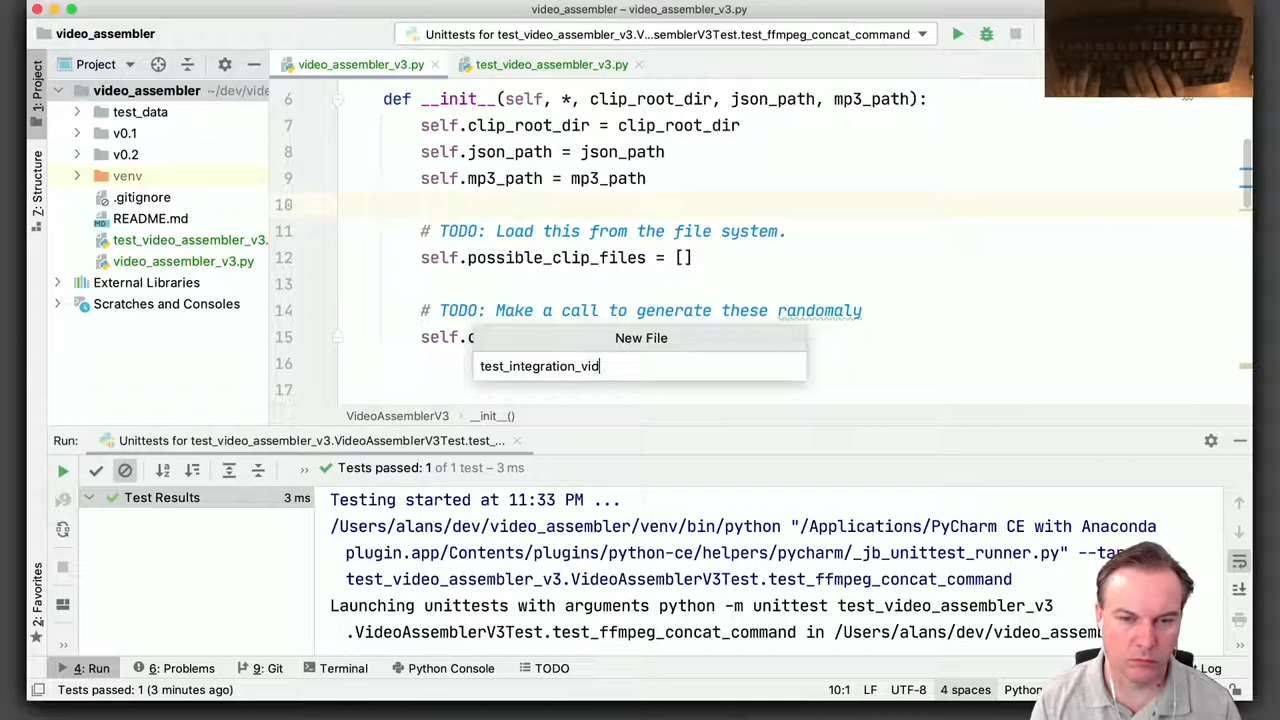 video_assembler – video_assembler_v3.py
video_assembler
Unittests for test_video_assembler_v3.V...semblerV3Test.test_ffmpeg_concat_command
1: Project
Project
video_assembler_v3.py
test_video_assembler_v3.py
video_assembler ~/dev/vide
test_data
v0.1
v0.2
venv
.gitignore
README.md
test_video_assembler_v3.
video_assembler_v3.py
External Libraries
Scratches and Consoles
Z: Structure
6 def __init__(self, *, clip_root_dir, json_path, mp3_path):
7 self.clip_root_dir = clip_root_dir
8 self.json_path = json_path
9 self.mp3_path = mp3_path
10
11 # TODO: Load this from the file system.
12 self.possible_clip_files = []
13
14 # TODO: Make a call to generate these randomaly
15 self.c
16
17
New File
test_integration_vid
VideoAssemblerV3 __init__()
Run: Unittests for test_video_assembler_v3.VideoAssemblerV3Test.test_...
Tests passed: 1 of 1 test – 3 ms
Test Results 3 ms
Testing started at 11:33 PM ...
/Users/alans/dev/video_assembler/venv/bin/python "/Applications/PyCharm CE with Anaconda
plugin.app/Contents/plugins/python-ce/helpers/pycharm/_jb_unittest_runner.py" --tar
test_video_assembler_v3.VideoAssemblerV3Test.test_ffmpeg_concat_command
Launching unittests with arguments python -m unittest test_video_assembler_v3
.VideoAssemblerV3Test.test_ffmpeg_concat_command in /Users/alans/dev/video_assemb
2: Favorites
4: Run
6: Problems
9: Git
Terminal
Python Console
TODO
t Log
Tests passed: 1 (3 minutes ago)
10:1 LF UTF-8 4 spaces Python